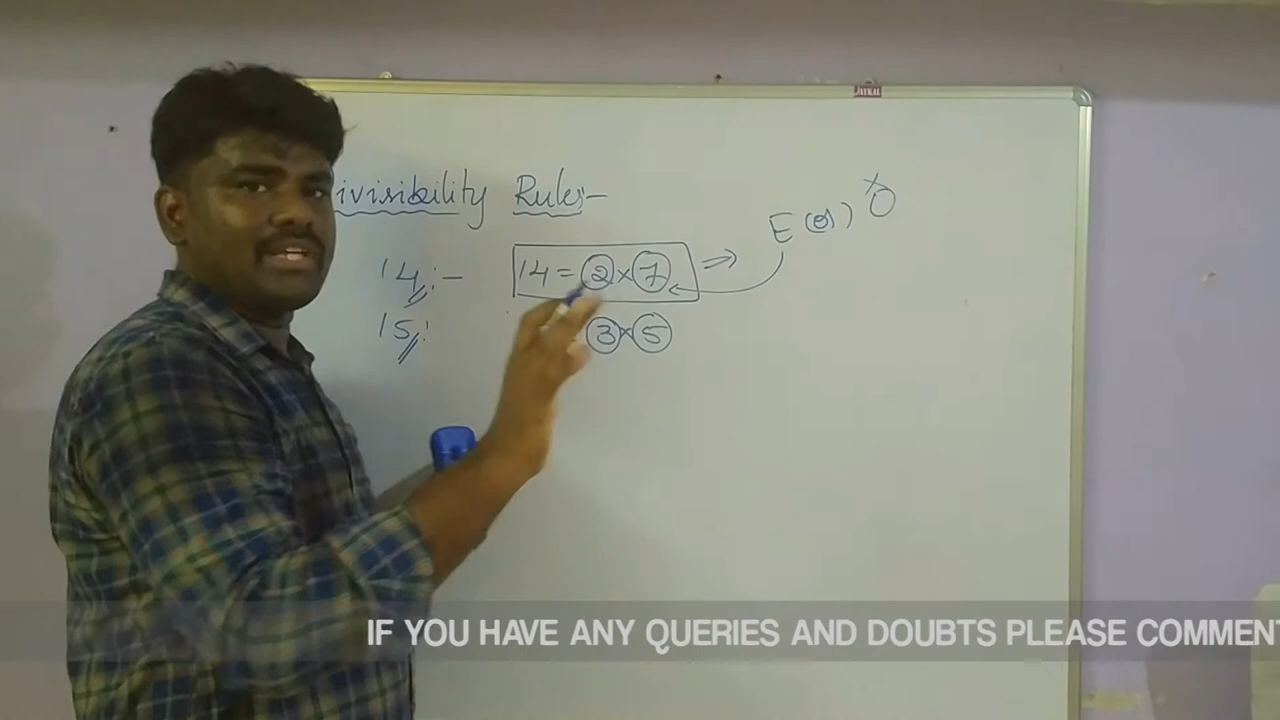 ivisibility Rules:-
14:- 14 = 2 x 7 => E (or) O
15: 3 x 5
IF YOU HAVE ANY QUERIES AND DOUBTS PLEASE COMMENT